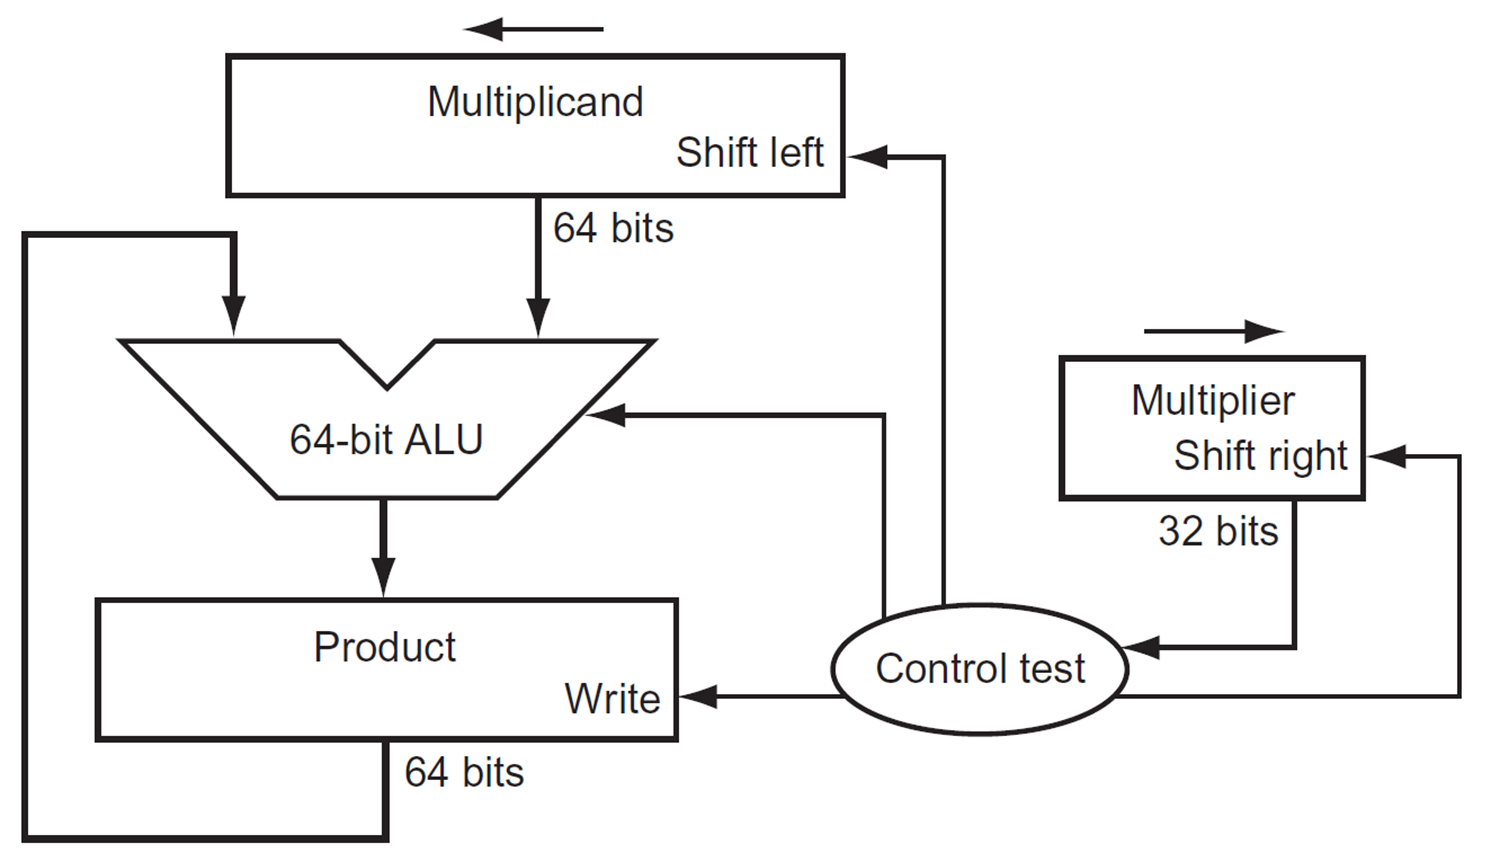 Multiplicand
Shift left
64 bits
64-bit ALU
Multiplier
Shift right
32 bits
Product
Write
Control test
64 bits